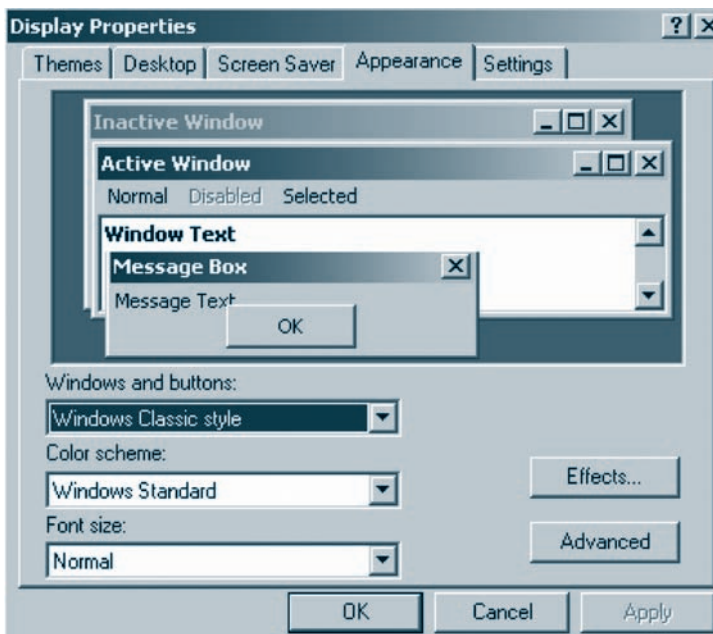 Display Properties
Themes Desktop Screen Saver Appearance Settings
Inactive Window
Active Window
Normal Disabled Selected
Window Text
Message Box
Message Text
OK
Windows and buttons:
Windows Classic style
Color scheme:
Windows Standard
Effects...
Font size:
Normal
Advanced
OK Cancel Apply